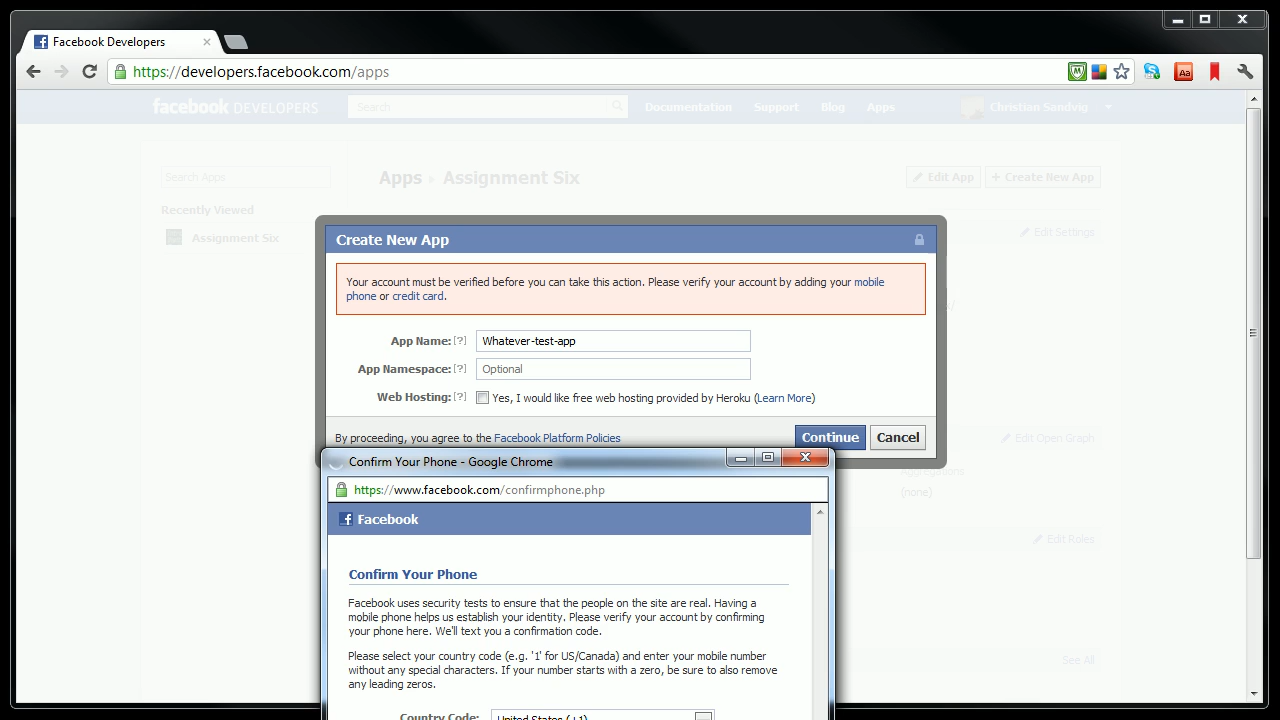 Facebook Developers
https://developers.facebook.com/apps
facebook DEVELOPERS Search Documentation Support Blog Apps Christian Sandvig
Search Apps
Apps ▸ Assignment Six
Edit App + Create New App
Recently Viewed
Assignment Six
Edit Settings
Create New App
Your account must be verified before you can take this action. Please verify your account by adding your mobile
phone or credit card.
App Name: [?] Whatever-test-app
App Namespace: [?] Optional
Web Hosting: [?] Yes, I would like free web hosting provided by Heroku (Learn More)
By proceeding, you agree to the Facebook Platform Policies Continue Cancel
Edit Open Graph
(none)
Edit Roles
See All
Confirm Your Phone - Google Chrome
https://www.facebook.com/confirmphone.php
Facebook
Confirm Your Phone
Facebook uses security tests to ensure that the people on the site are real. Having a
mobile phone helps us establish your identity. Please verify your account by confirming
your phone here. We'll text you a confirmation code.
Please select your country code (e.g. '1' for US/Canada) and enter your mobile number
without any special characters. If your number starts with a zero, be sure to also remove
any leading zeros.
Country Code: United States (+1)